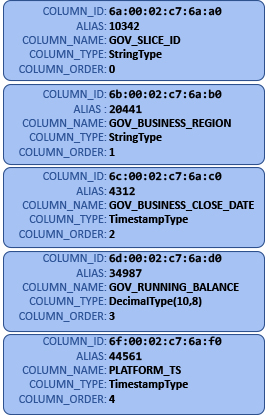 COLUMN_ID: 6a:00:02:c7:6a:a0
ALIAS: 10342
COLUMN_NAME: GOV_SLICE_ID
COLUMN_TYPE: StringType
COLUMN_ORDER: 0
COLUMN_ID: 6b:00:02:c7:6a:b0
ALIAS : 20441
COLUMN_NAME: GOV_BUSINESS_REGION
COLUMN_TYPE: StringType
COLUMN_ORDER: 1
COLUMN_ID: 6c:00:02:c7:6a:c0
ALIAS: 4312
COLUMN_NAME: GOV_BUSINESS_CLOSE_DATE
COLUMN_TYPE: TimestampType
COLUMN_ORDER: 2
COLUMN_ID: 6d:00:02:c7:6a:d0
ALIAS: 34987
COLUMN_NAME: GOV_RUNNING_BALANCE
COLUMN_TYPE: DecimalType(10,8)
COLUMN_ORDER: 3
COLUMN_ID: 6f:00:02:c7:6a:f0
ALIAS: 44561
COLUMN_NAME: PLATFORM_TS
COLUMN_TYPE: TimestampType
COLUMN_ORDER: 4